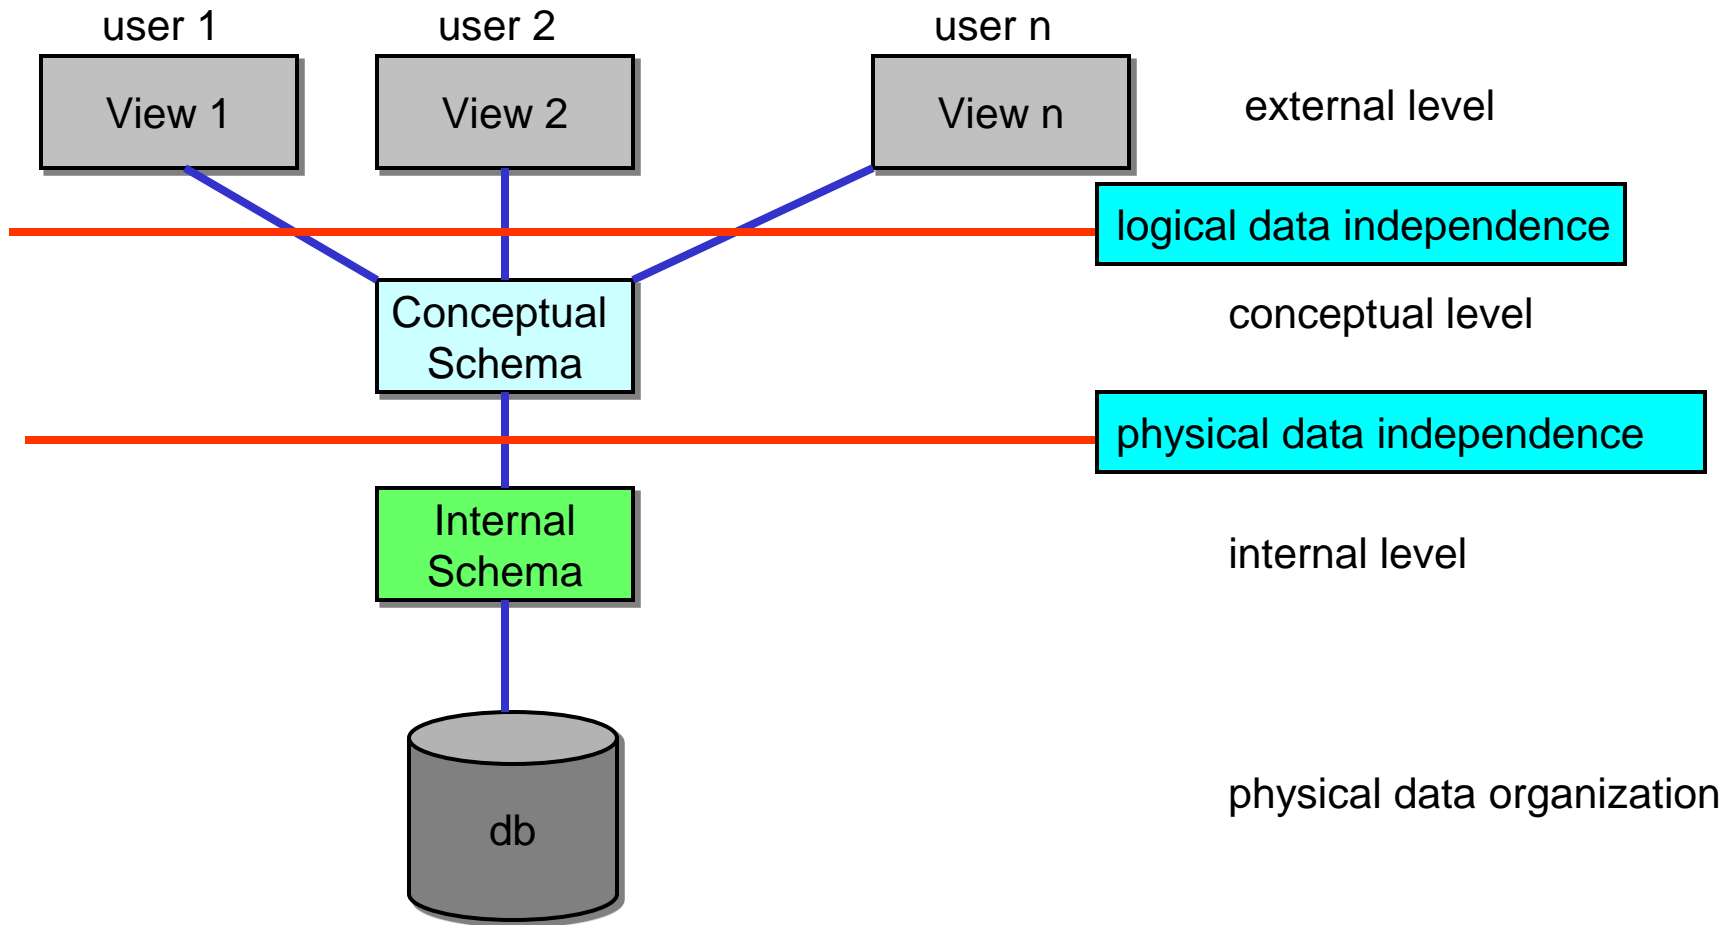 user 1
user 2
user n
View 1
View 2
View n
external level
logical data independence
Conceptual
Schema
conceptual level
physical data independence
Internal
Schema
internal level
db
physical data organization